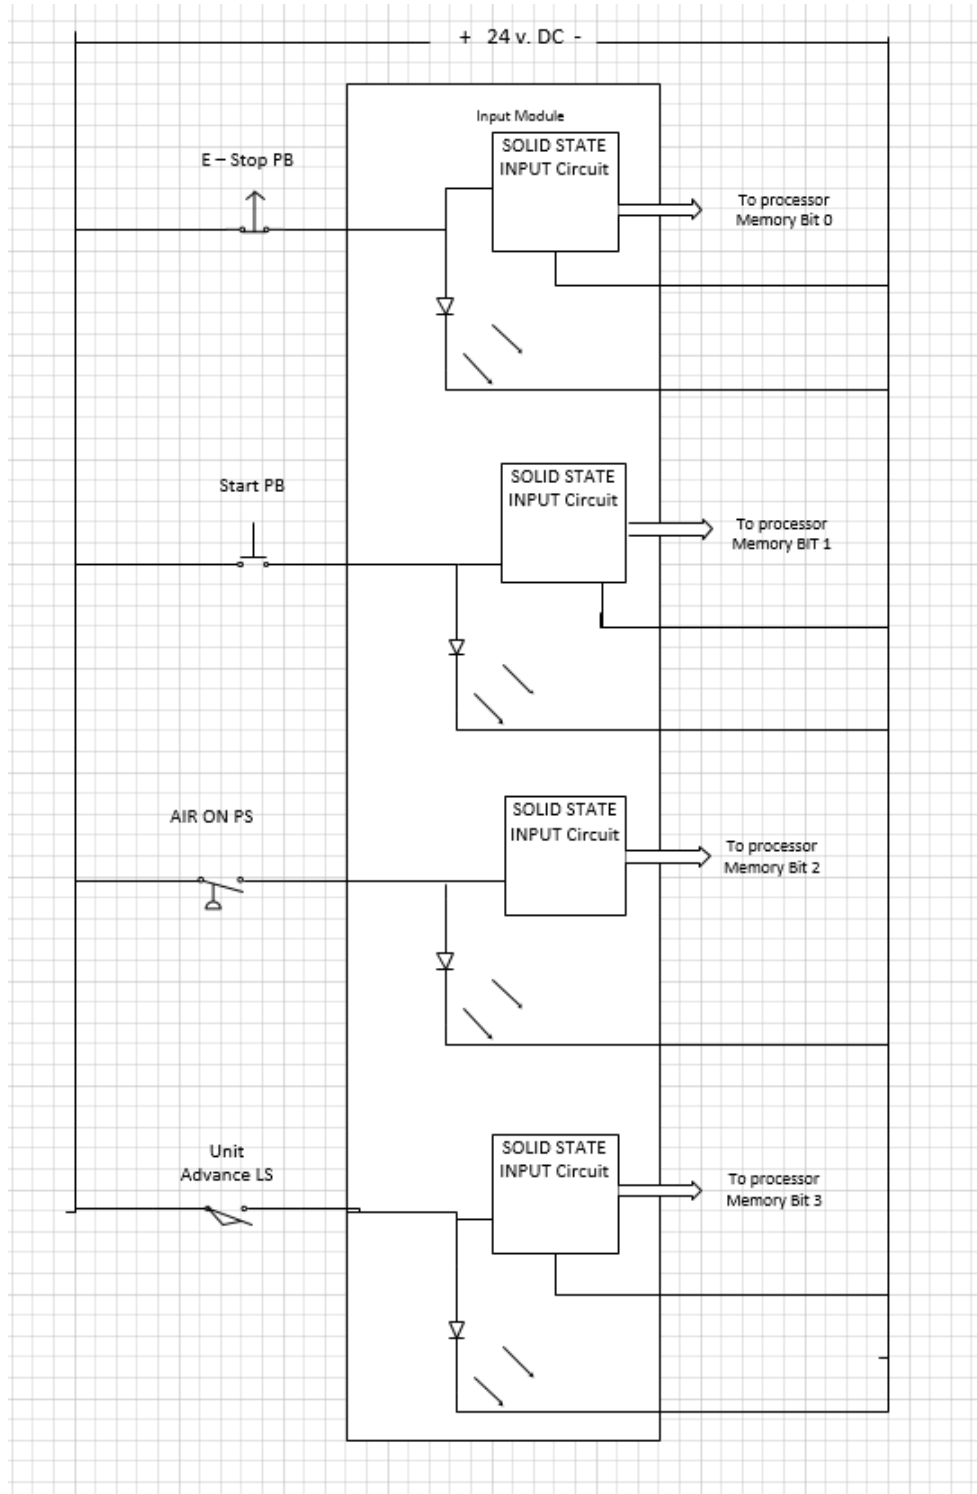 + 24 v. DC -
Input Module
SOLID STATE
INPUT Circuit
E – Stop PB
To processor
Memory Bit 0
SOLID STATE
INPUT Circuit
Start PB
To processor
Memory BIT 1
SOLID STATE
INPUT Circuit
AIR ON PS
To processor
Memory Bit 2
SOLID STATE
INPUT Circuit
Unit
Advance LS
To processor
Memory Bit 3